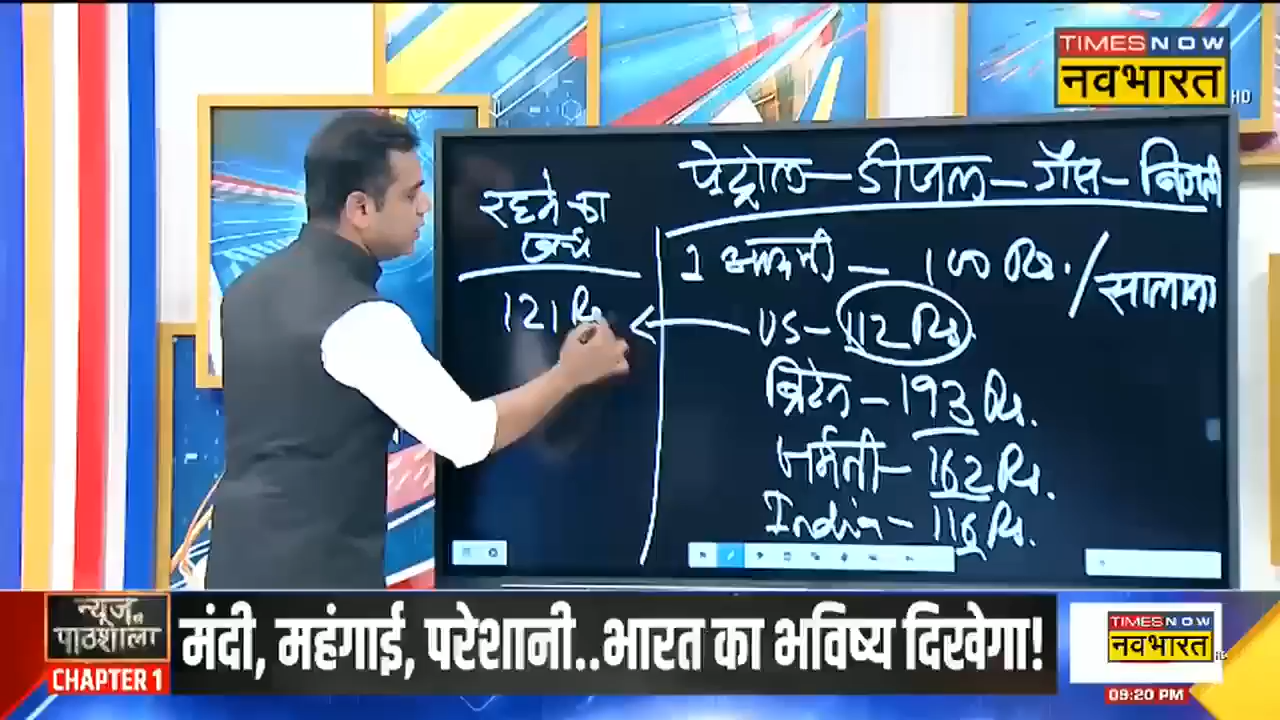 TIMES NOW
नवभारत
HD
पेट्रोल – डीजल – गैस – बिजली
रहने का
खर्च
121 Rs
1 आदमी – 100 Rs. / सालाना
US – 112 Rs.
ब्रिटेन – 193 Rs.
जर्मनी – 162 Rs.
India – 116 Rs.
न्यूज़ की
पाठशाला
CHAPTER 1
मंदी, महंगाई, परेशानी..भारत का भविष्य दिखेगा!
TIMES NOW
नवभारत
09:20 PM